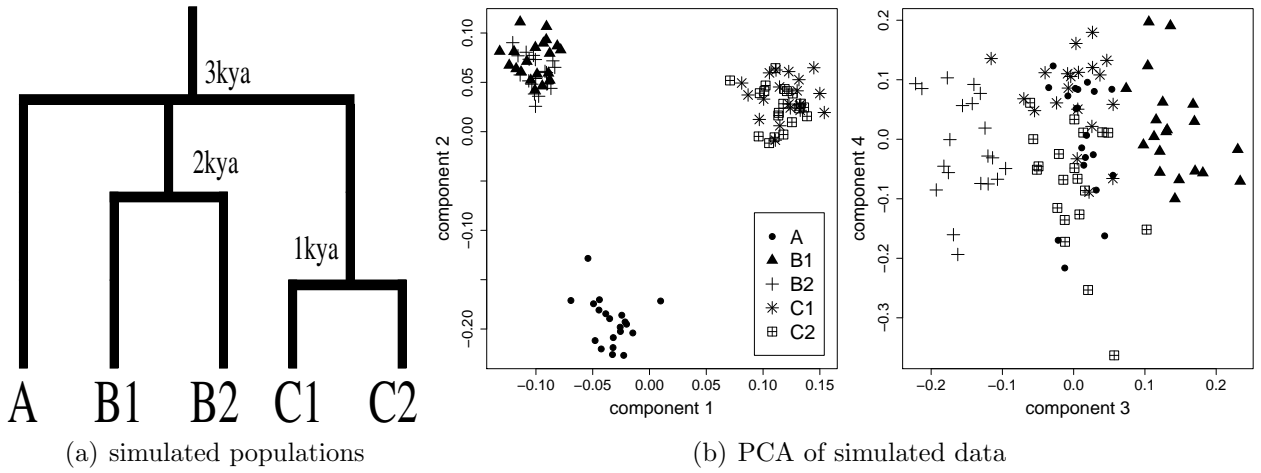 3kya
2kya
1kya
A B1 B2 C1 C2
(a) simulated populations
component 2
0.10
0.05
0.00
−0.10
−0.20
−0.10 −0.05 0.00 0.05 0.10 0.15
component 1
A
B1
B2
C1
C2
component 4
0.2
0.1
0.0
−0.1
−0.2
−0.3
−0.2 −0.1 0.0 0.1 0.2
component 3
(b) PCA of simulated data